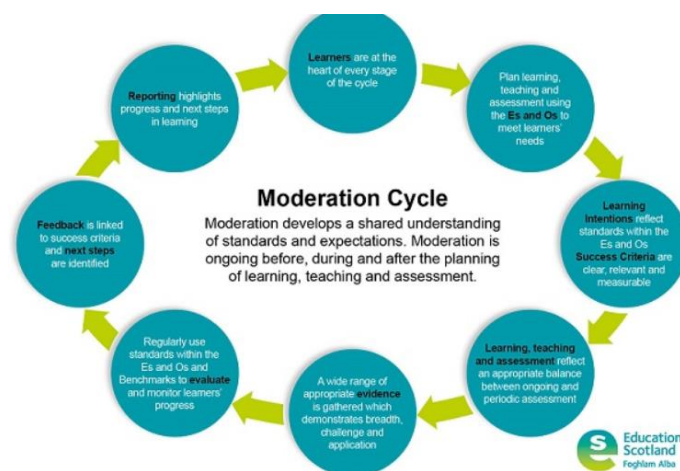 Learners are at the
heart of every stage
of the cycle
Plan learning,
teaching and
assessment using
the Es and Os to
meet learners'
needs
Learning
Intentions reflect
standards within the
Es and Os
Success Criteria are
clear, relevant and
measurable
Learning, teaching
and assessment reflect
an appropriate balance
between ongoing and
periodic assessment
A wide range of
appropriate evidence
is gathered which
demonstrates breadth,
challenge and
application
Regularly use
standards within the
Es and Os and
Benchmarks to evaluate
and monitor learners'
progress
Feedback is linked
to success criteria
and next steps
are identified
Reporting highlights
progress and next steps
in learning
Moderation Cycle
Moderation develops a shared understanding
of standards and expectations. Moderation is
ongoing before, during and after the planning
of learning, teaching and assessment.
Education
Scotland
Foghlam Alba